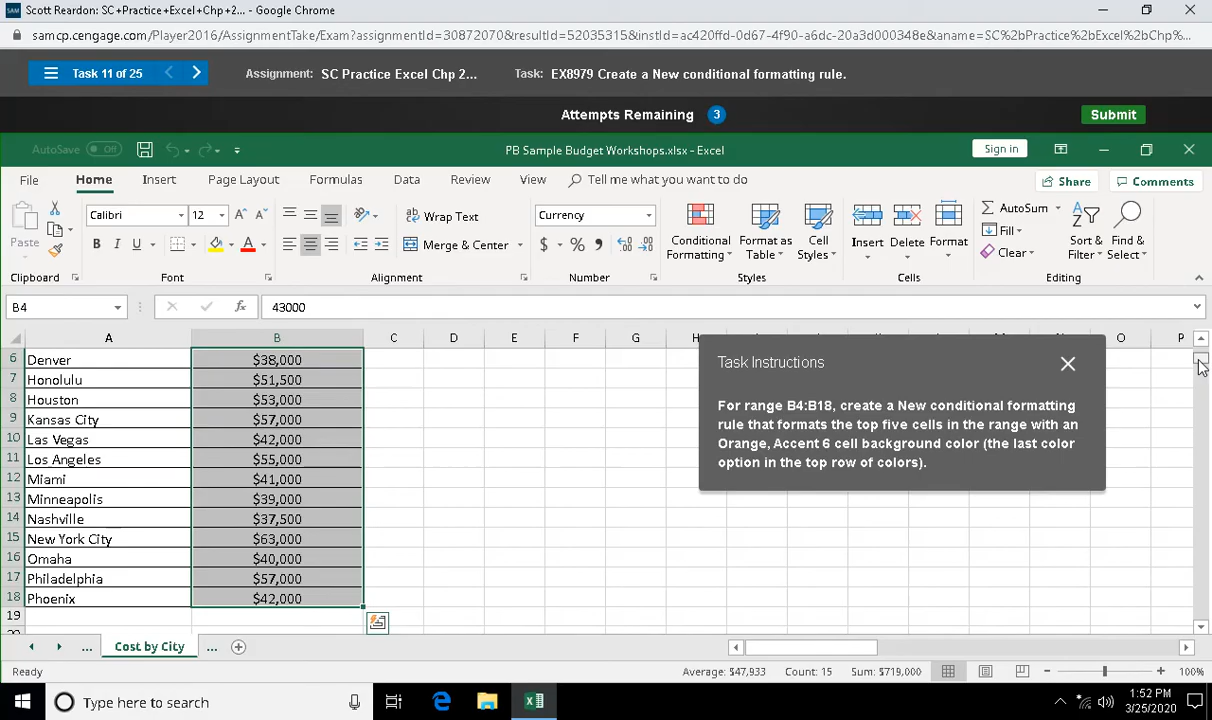 Scott Reardon: SC+Practice+Excel+Chp+2... - Google Chrome
samcp.cengage.com/Player2016/AssignmentTake/Exam?assignmentId=30872070&resultId=52035315&instId=ac420ffd-0d67-4f90-a6dc-20a3d000348e&aname=SC%2bPractice%2bExcel%2bChp%...
Task 11 of 25 Assignment: SC Practice Excel Chp 2... Task: EX8979 Create a New conditional formatting rule.
Attempts Remaining 3 Submit
AutoSave Off PB Sample Budget Workshops.xlsx - Excel Sign in
File Home Insert Page Layout Formulas Data Review View Tell me what you want to do Share Comments
Paste Calibri 12 Wrap Text Currency Conditional Formatting Format as Table Cell Styles Insert Delete Format AutoSum Sort & Filter Find & Select
B I U A Merge & Center $ % Fill
Clear
Clipboard Font Alignment Number Styles Cells Editing
B4 fx 43000
A B C D E F G H O P
6 Denver $38,000
7 Honolulu $51,500
8 Houston $53,000
9 Kansas City $57,000
10 Las Vegas $42,000
11 Los Angeles $55,000
12 Miami $41,000
13 Minneapolis $39,000
14 Nashville $37,500
15 New York City $63,000
16 Omaha $40,000
17 Philadelphia $57,000
18 Phoenix $42,000
19
Task Instructions
For range B4:B18, create a New conditional formatting
rule that formats the top five cells in the range with an
Orange, Accent 6 cell background color (the last color
option in the top row of colors).
... Cost by City ...
Ready Average: $47,933 Count: 15 Sum: $719,000 100%
Type here to search 1:52 PM
3/25/2020